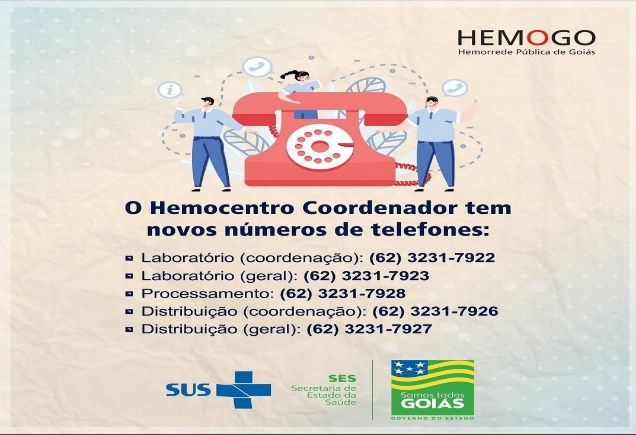 HEMOGO
Hemorrede Pública de Goiás
O Hemocentro Coordenador tem
novos números de telefones:
Laboratório (coordenação): (62) 3231-7922
Laboratório (geral): (62) 3231-7923
Processamento: (62) 3231-7928
Distribuição (coordenação): (62) 3231-7926
Distribuição (geral): (62) 3231-7927
SUS
SES
Secretaria de
Estado da
Saúde
Somos todos
GOIÁS
GOVERNO DO ESTADO